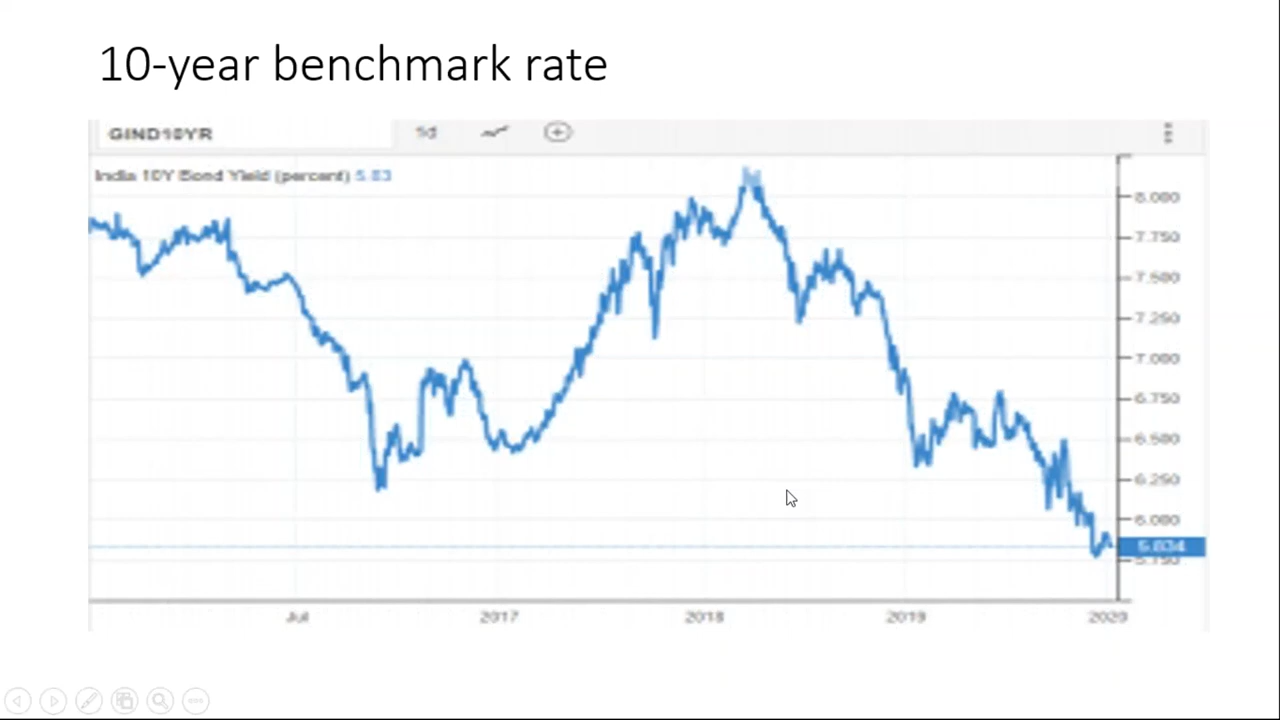 10-year benchmark rate
GIND10YR 1d
India 10Y Bond Yield (percent) 5.83
8.000
7.750
7.500
7.250
7.000
6.750
6.500
6.250
6.000
5.834
5.750
Jul 2017 2018 2019 2020